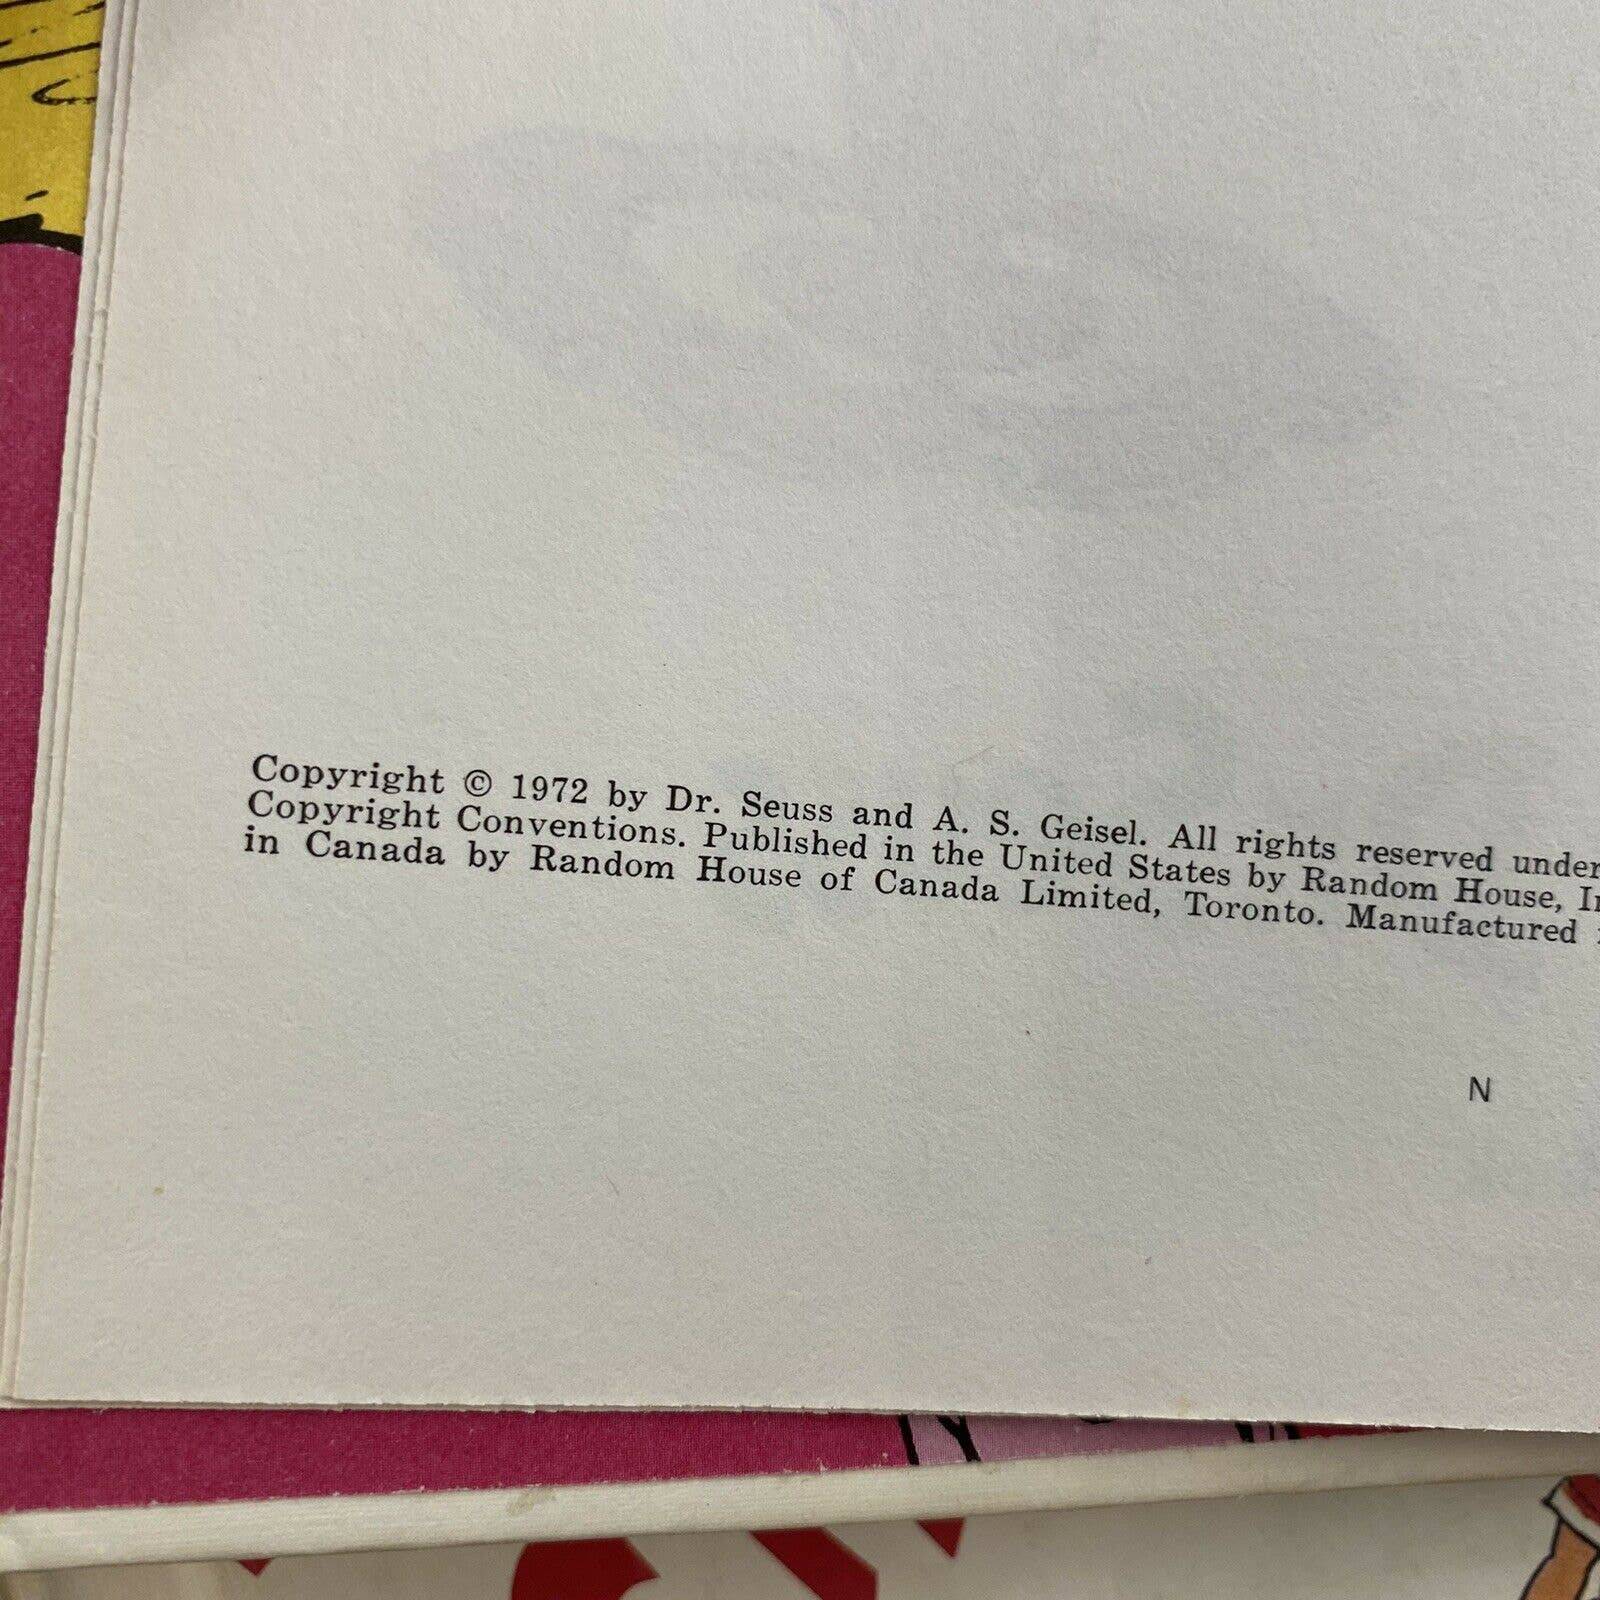 Copyright © 1972 by Dr. Seuss and A. S. Geisel. All rights reserved under
Copyright Conventions. Published in the United States by Random House,
in Canada by Random House of Canada Limited, Toronto. Manufactured
N